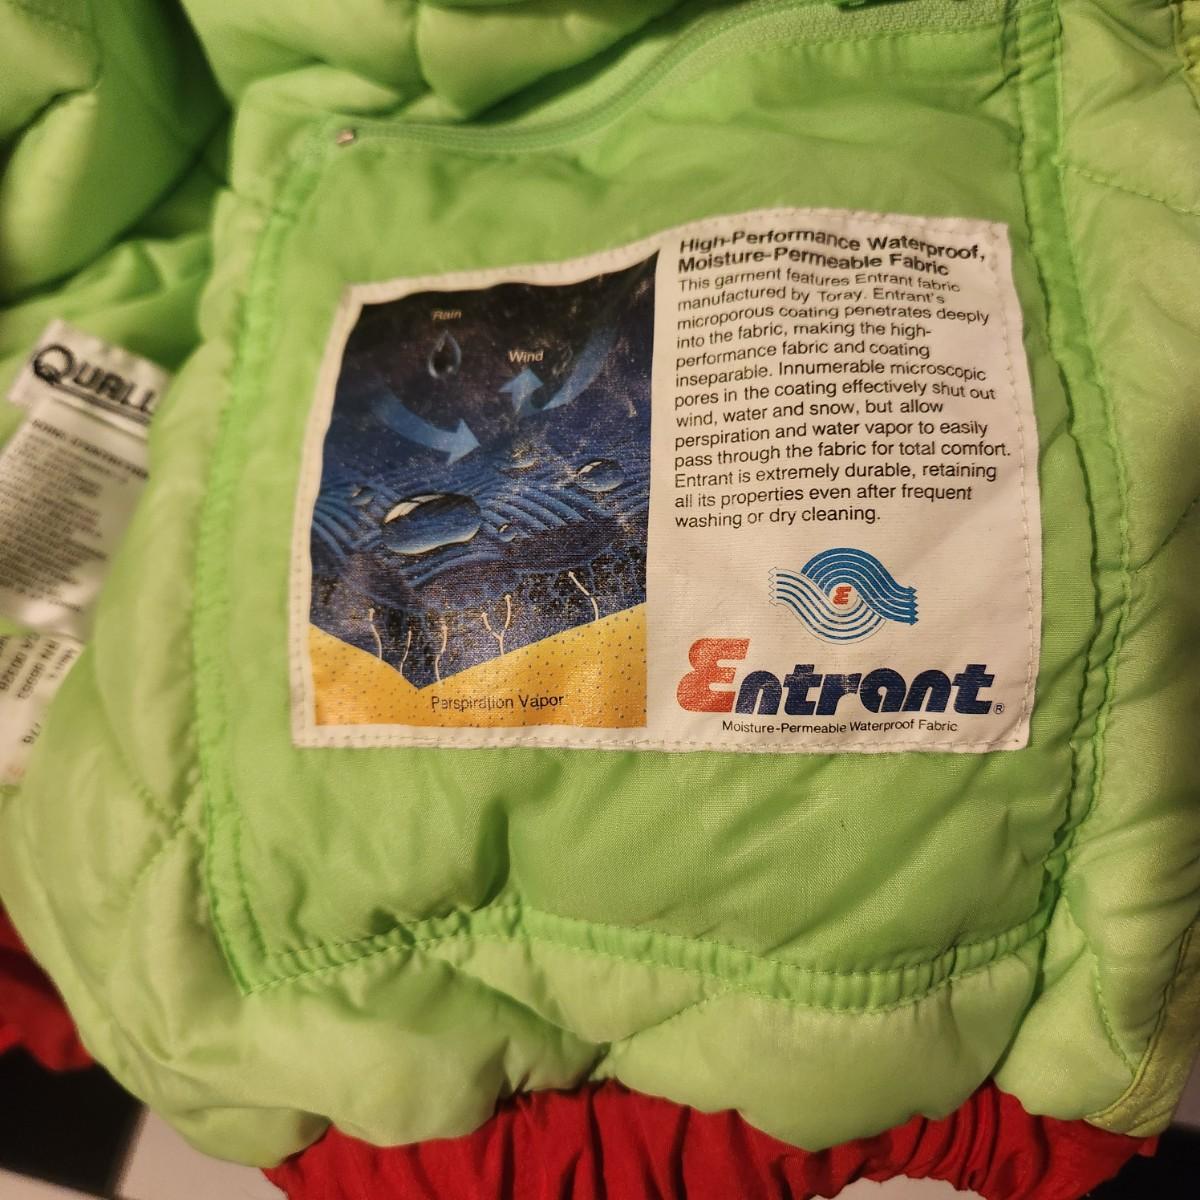 Rain
Wind
Perspiration Vapor
High-Performance Waterproof,
Moisture-Permeable Fabric
This garment features Entrant fabric
manufactured by Toray. Entrant's
microporous coating penetrates deeply
into the fabric, making the high-
performance fabric and coating
inseparable. Innumerable microscopic
pores in the coating effectively shut out
wind, water and snow, but allow
perspiration and water vapor to easily
pass through the fabric for total comfort.
Entrant is extremely durable, retaining
all its properties even after frequent
washing or dry cleaning.
E
Entrant®
Moisture-Permeable Waterproof Fabric
QUALL